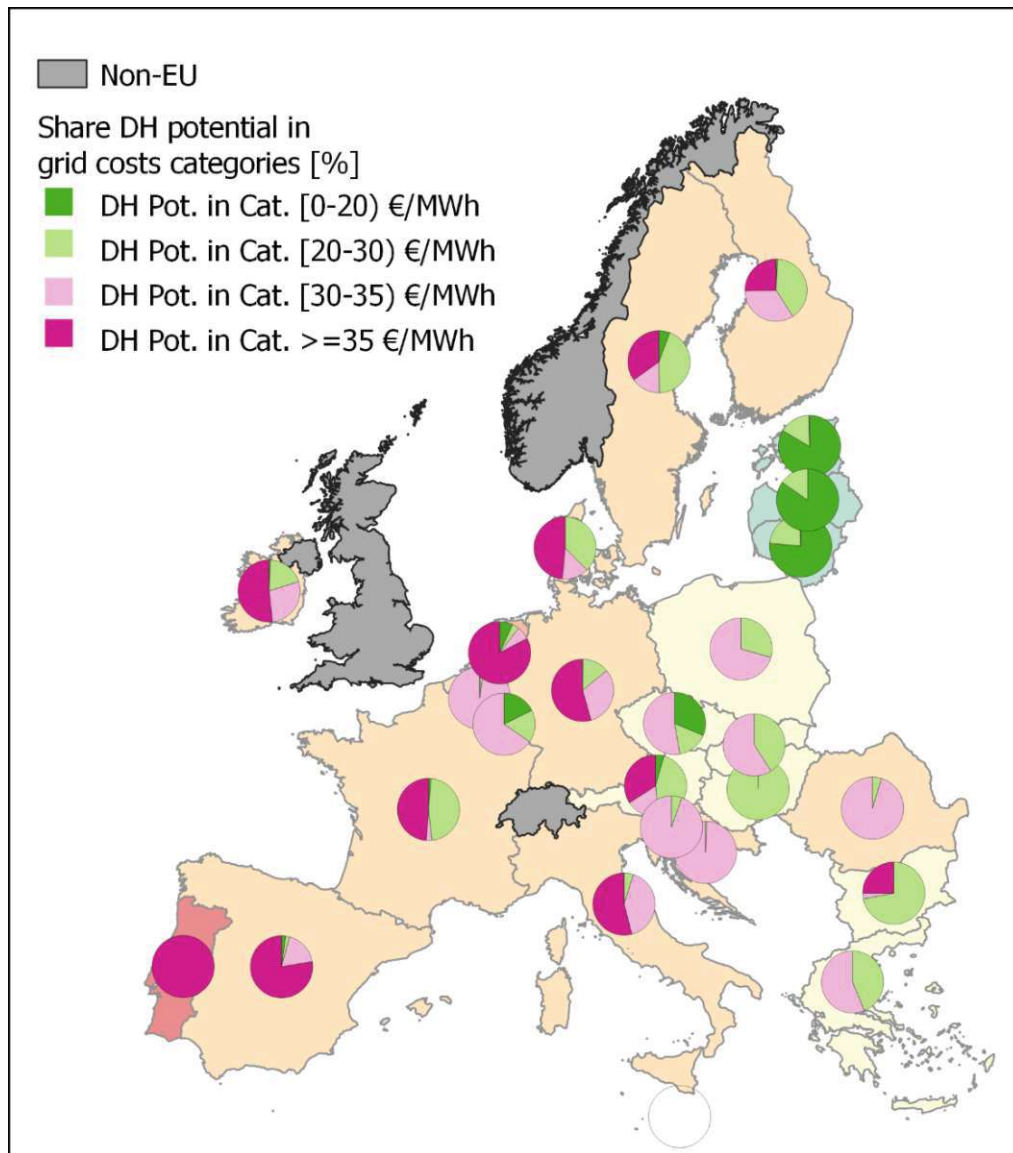 Non-EU
Share DH potential in
grid costs categories [%]
DH Pot. in Cat. [0-20) €/MWh
DH Pot. in Cat. [20-30) €/MWh
DH Pot. in Cat. [30-35) €/MWh
DH Pot. in Cat. >=35 €/MWh